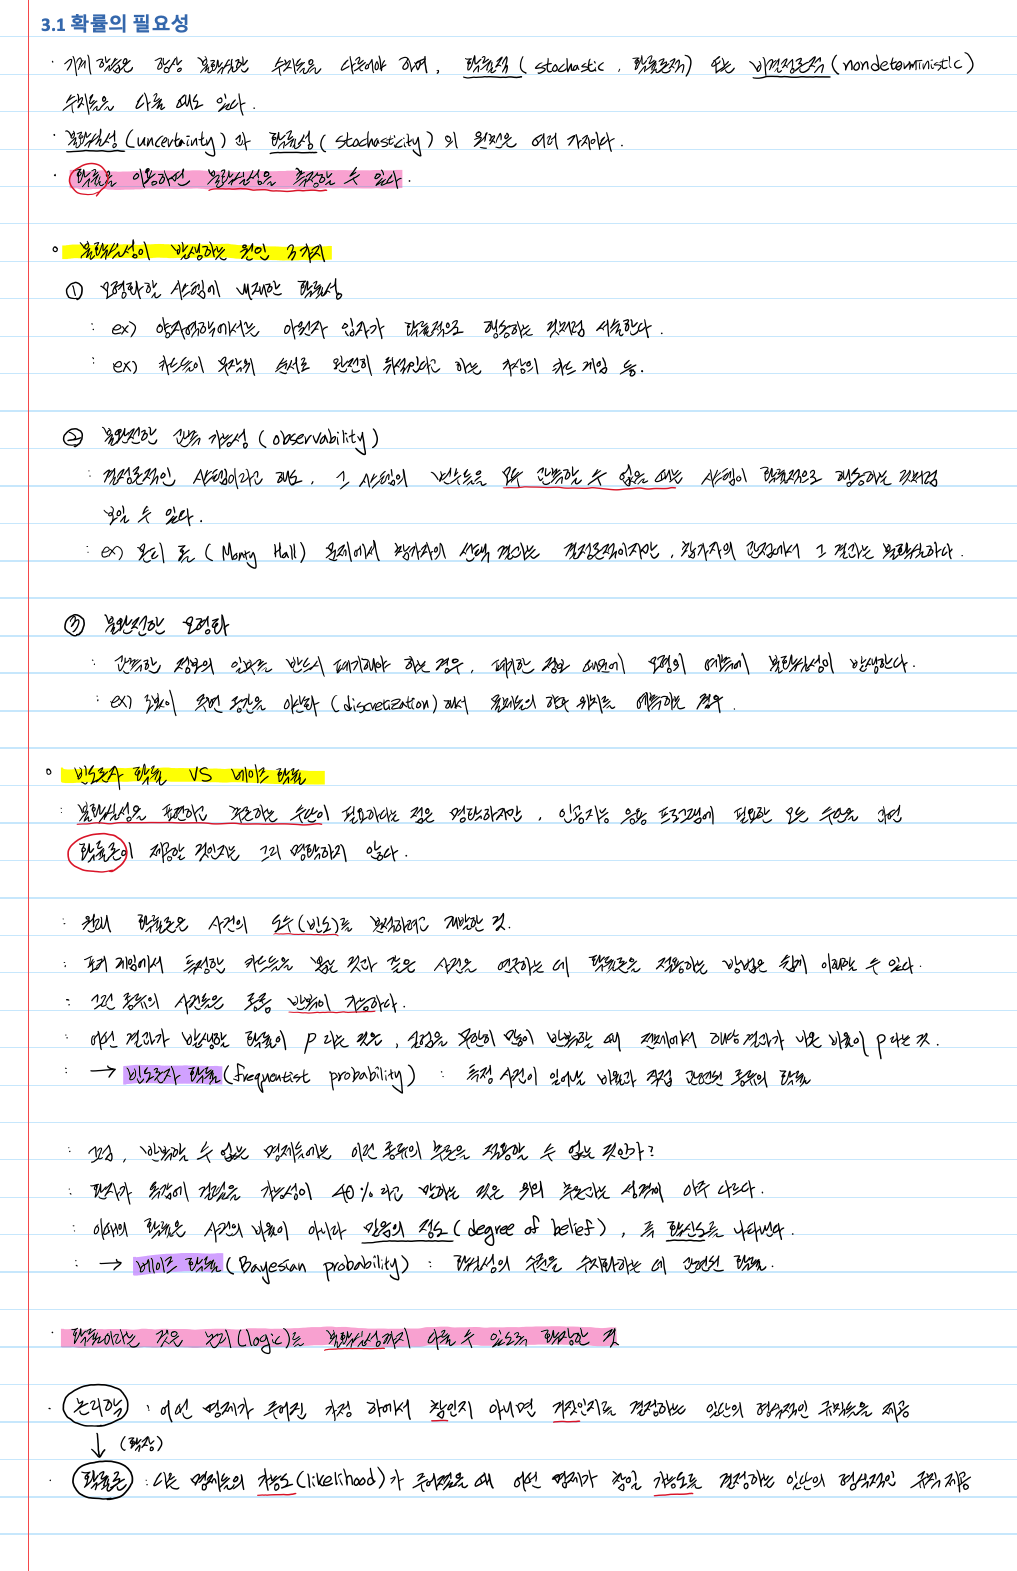 3.1 확률의 필요성
· 기계 학습은 항상 불확실한 수치들을 다루어야 하며, 확률적(stochastic, 확률론적) 또는 비결정론적(nondeterministic)
수치들을 다룰 때도 있다.
· 불확실성(uncertainty)과 확률성(stochasticity)의 원천은 여러 가지이다.
· 확률을 이용하면 불확실성을 측정할 수 있다.
∘ 불확실성이 발생하는 원인 3가지
① 모형화할 시스템에 내재한 확률성
: ex) 양자역학에서는 아원자 입자가 확률적으로 행동하는 것처럼 서술한다.
: ex) 카드들이 무작위 순서로 완전히 뒤섞인다고 하는 가상의 카드 게임 등.
② 불완전한 관측 가능성(observability)
: 결정론적인 시스템이라고 해도, 그 시스템의 변수들을 모두 관측할 수 없을 때는 시스템이 확률적으로 행동하는 것처럼
보일 수 있다.
: ex) 몬티 홀(Monty Hall) 문제에서 참가자의 선택 결과는 결정론적이지만, 참가자의 관점에서 그 결과는 불확실하다.
③ 불완전한 모형화
: 관측한 정보의 일부를 반드시 폐기해야 하는 경우, 폐기한 정보 때문에 모형의 예측에 불확실성이 발생한다.
: ex) 로봇이 주변 공간을 이산화(discretization)해서 물체들의 향후 위치를 예측하는 경우.
∘ 빈도론자 확률 VS 베이즈 확률
: 불확실성을 표현하고 추론하는 수단이 필요하다는 점은 명확하지만, 인공지능 응용 프로그램에 필요한 모든 수단을 과연
확률론이 제공할 것인지는 그리 명확하지 않다.
: 원래 확률론은 사건의 도수(빈도)를 분석하려고 개발한 것.
: 포커 게임에서 특정한 카드들을 뽑는 것과 같은 사건을 연구하는 데 확률론을 적용하는 방법은 쉽게 이해할 수 있다.
: 그런 종류의 사건들은 종종 반복이 가능하다.
: 어떤 결과가 발생할 확률이 p 라는 것은, 실험을 무한히 많이 반복할 때 전체에서 해당 결과가 나온 비율이 p라는 것.
: → 빈도론자 확률(frequentist probability) : 특정 사건이 일어나는 비율과 직접 관련된 종류의 확률
: 그럼, 반복할 수 없는 명제들에는 이런 종류의 추론을 적용할 수 없는 것인가?
: 환자가 독감에 걸렸을 가능성이 40%라고 말하는 것은 위의 추론과는 성격이 아주 다르다.
: 이때의 확률은 사건의 비율이 아니라 믿음의 정도(degree of belief), 즉 확신도를 나타낸다.
: → 베이즈 확률(Bayesian probability) : 확실성의 수준을 수치화하는 데 관련된 확률.
· 확률이라는 것은 논리(logic)를 불확실성까지 다룰 수 있도록 확장한 것
· 논리학 : 어떤 명제가 주어진 가정 하에서 참인지 아니면 거짓인지를 결정하는 일단의 형식적인 규칙들을 제공
↓ (확장)
· 확률론 : 다른 명제들의 가능도(likelihood)가 주어졌을 때 어떤 명제가 참일 가능도를 결정하는 일단의 형식적인 규칙 제공